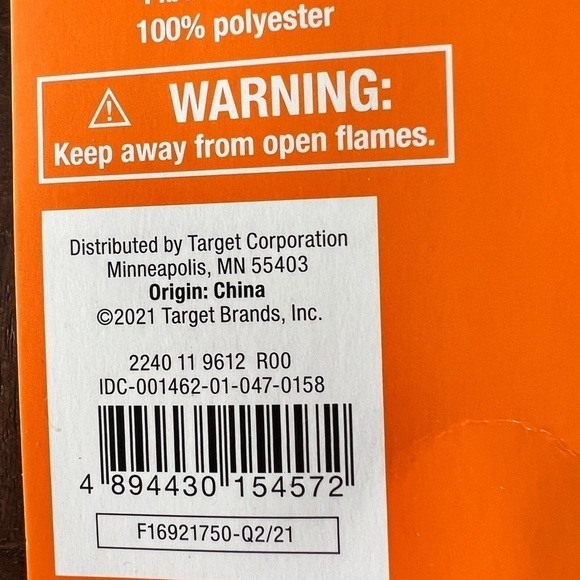 100% polyester
WARNING:
Keep away from open flames.
Distributed by Target Corporation
Minneapolis, MN 55403
Origin: China
©2021 Target Brands, Inc.
2240 11 9612 R00
IDC-001462-01-047-0158
4 894430 154572
F16921750-Q2/21